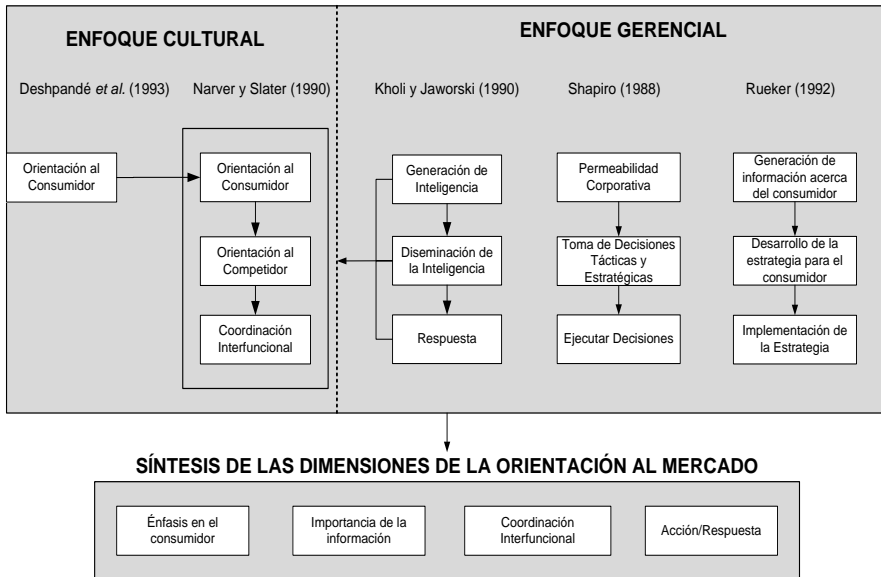 ENFOQUE CULTURAL
ENFOQUE GERENCIAL
Deshpandé et al. (1993)
Narver y Slater (1990)
Kholi y Jaworski (1990)
Shapiro (1988)
Rueker (1992)
Orientación al
Consumidor
Orientación al
Consumidor
Orientación al
Competidor
Coordinación
Interfuncional
Generación de
Inteligencia
Diseminación de
la Inteligencia
Respuesta
Permeabilidad
Corporativa
Toma de Decisiones
Tácticas y
Estratégicas
Ejecutar Decisiones
Generación de
información acerca
del consumidor
Desarrollo de la
estrategia para el
consumidor
Implementación de
la Estrategia
SÍNTESIS DE LAS DIMENSIONES DE LA ORIENTACIÓN AL MERCADO
Énfasis en el
consumidor
Importancia de la
información
Coordinación
Interfuncional
Acción/Respuesta